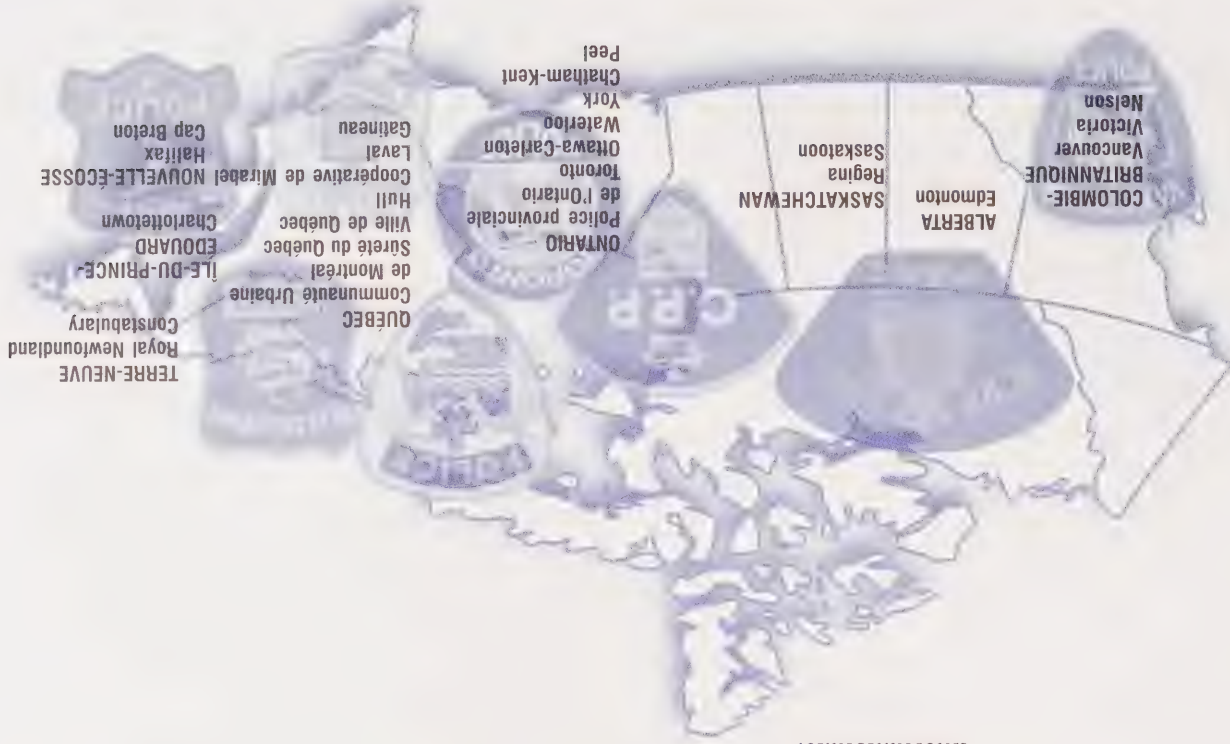 COLOMBIE-
BRITANNIQUE
Vancouver
Victoria
Nelson
ALBERTA
Edmonton
SASKATCHEWAN
Regina
Saskatoon
ONTARIO
Police provinciale
de l'Ontario
Toronto
Ottawa-Carleton
Waterloo
York
Chatham-Kent
Peel
QUÉBEC
Communauté Urbaine
de Montréal
Sûreté du Québec
Ville de Québec
Hull
Coopérative de Mirabel
Laval
Gatineau
TERRE-NEUVE
Royal Newfoundland
Constabulary
ÎLE-DU-PRINCE-
ÉDOUARD
Charlottetown
NOUVELLE-ÉCOSSE
Halifax
Cap Breton
POLICE
POLICE